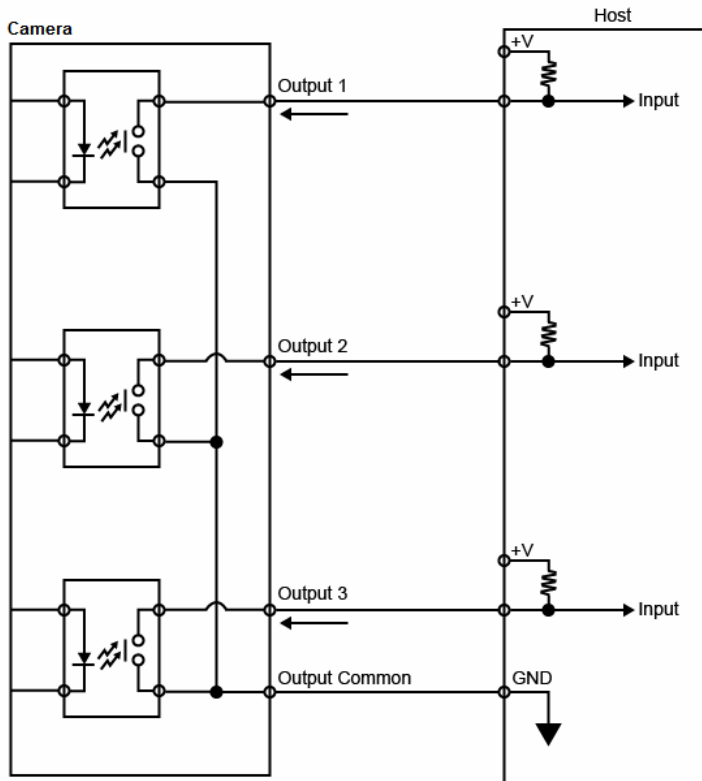 Camera
Host
+V
Output 1
Input
+V
Output 2
Input
+V
Output 3
Input
Output Common
GND